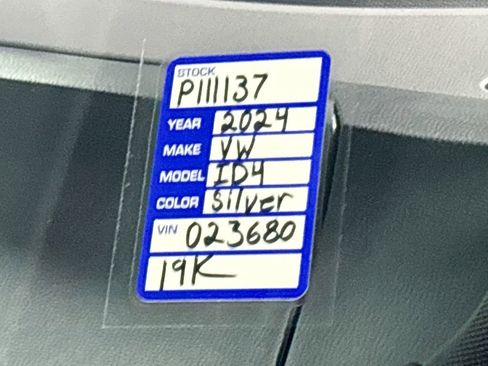 STOCK
P111137
YEAR 2024
MAKE VW
MODEL ID4
COLOR Silver
VIN 023680
19K